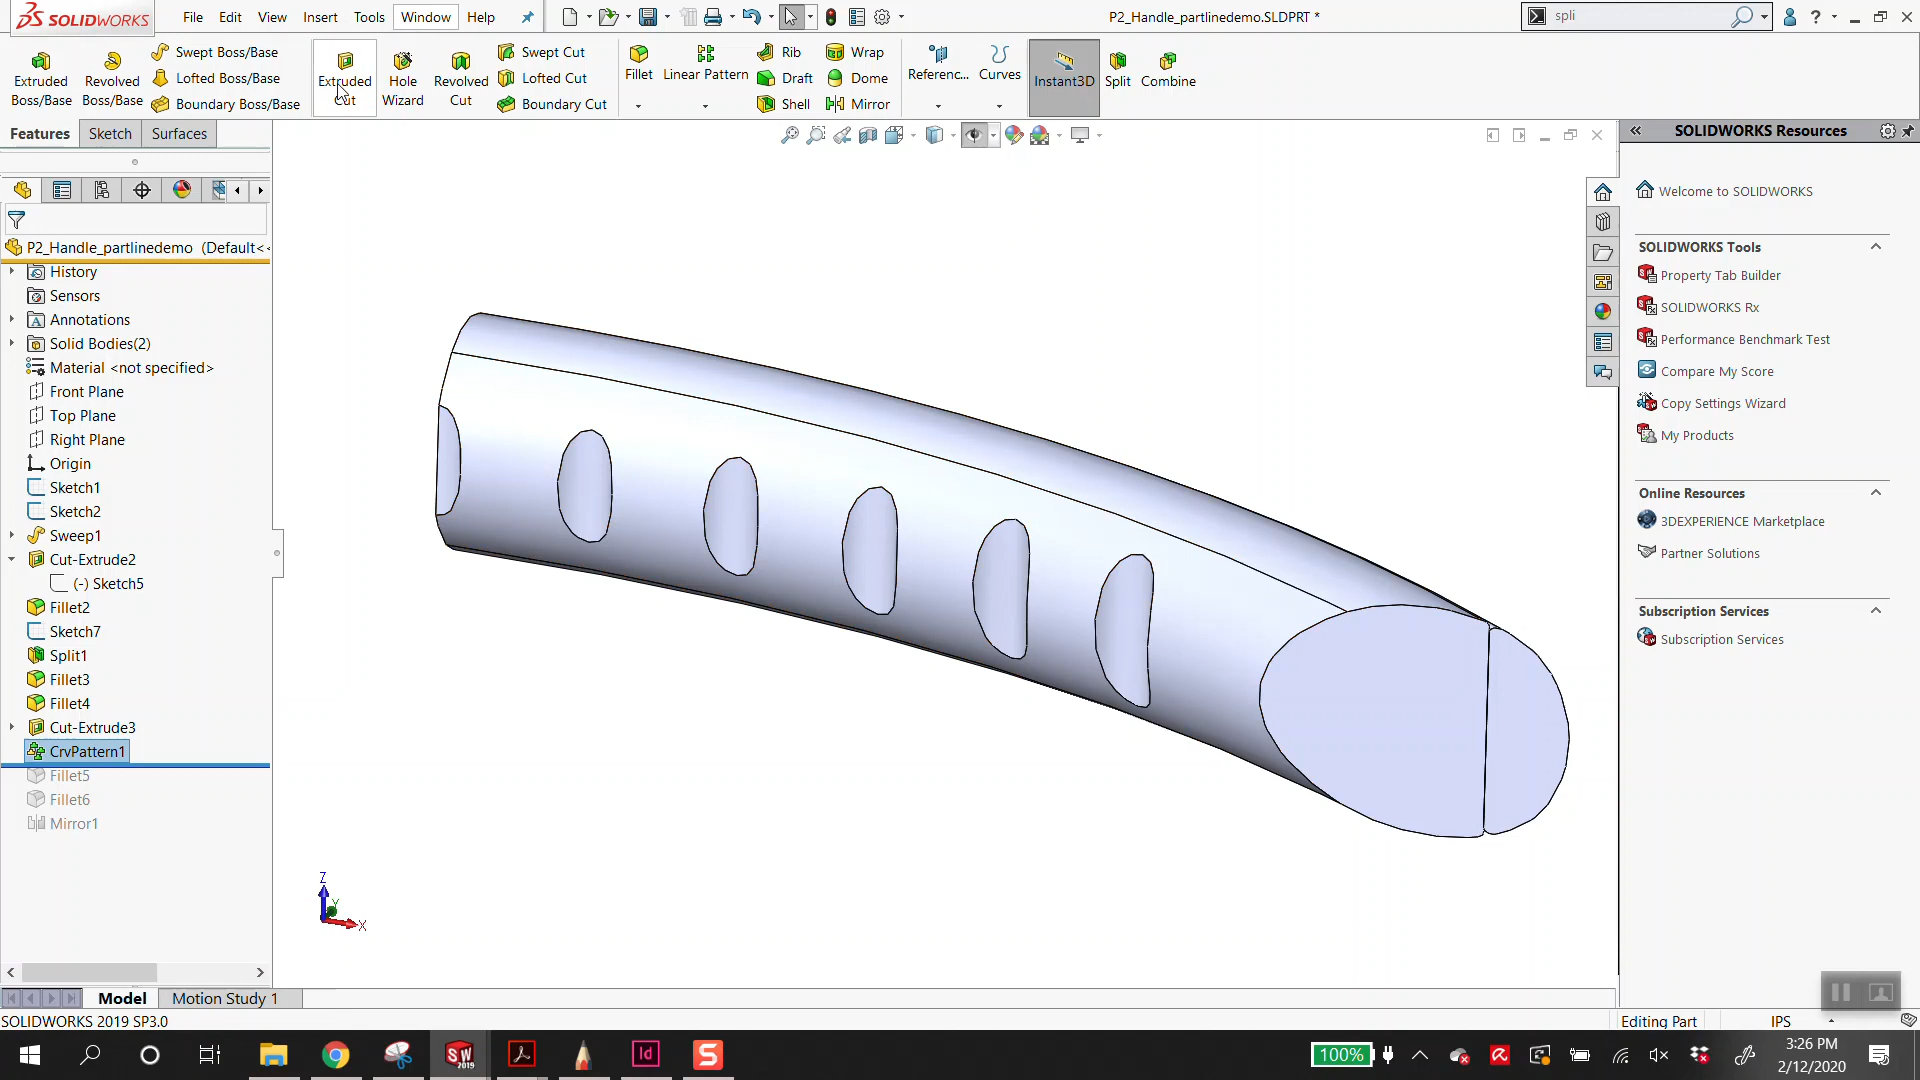 SOLIDWORKS File Edit View Insert Tools Window Help P2_Handle_partlinedemo.SLDPRT * spli
Extruded Boss/Base
Revolved Boss/Base
Swept Boss/Base
Lofted Boss/Base
Boundary Boss/Base
Extruded Cut
Hole Wizard
Revolved Cut
Swept Cut
Lofted Cut
Boundary Cut
Fillet
Linear Pattern
Rib
Draft
Shell
Wrap
Dome
Mirror
Referenc...
Curves
Instant3D
Split
Combine
Features Sketch Surfaces
P2_Handle_partlinedemo (Default<<
History
Sensors
Annotations
Solid Bodies(2)
Material <not specified>
Front Plane
Top Plane
Right Plane
Origin
Sketch1
Sketch2
Sweep1
Cut-Extrude2
(-) Sketch5
Fillet2
Sketch7
Split1
Fillet3
Fillet4
Cut-Extrude3
CrvPattern1
Fillet5
Fillet6
Mirror1
Z
Y
X
SOLIDWORKS Resources
Welcome to SOLIDWORKS
SOLIDWORKS Tools
Property Tab Builder
SOLIDWORKS Rx
Performance Benchmark Test
Compare My Score
Copy Settings Wizard
My Products
Online Resources
3DEXPERIENCE Marketplace
Partner Solutions
Subscription Services
Subscription Services
Model Motion Study 1
SOLIDWORKS 2019 SP3.0 Editing Part IPS
SW 2019
Id
S
100%
3:26 PM
2/12/2020